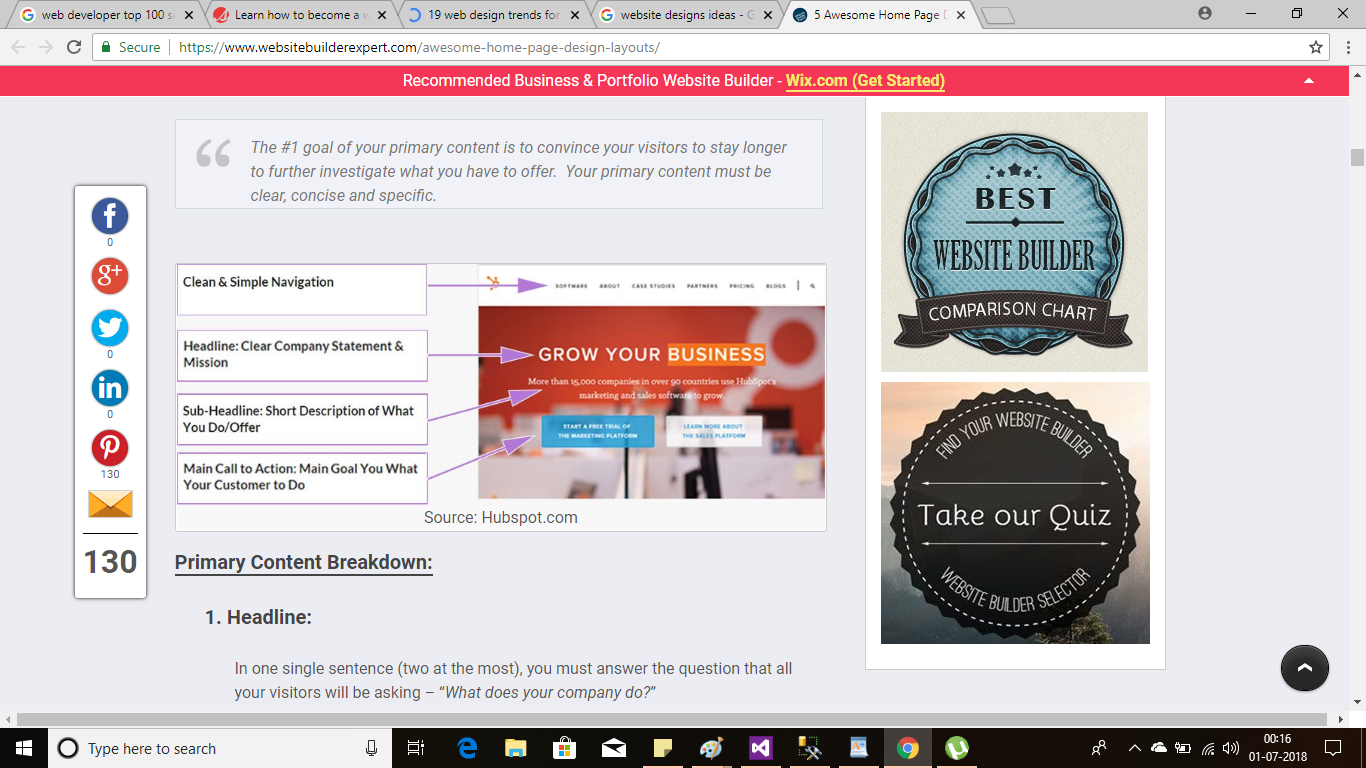 web developer top 100 s
Learn how to become a w
19 web design trends for
website designs ideas - G
5 Awesome Home Page D
Secure
https://www.websitebuilderexpert.com/awesome-home-page-design-layouts/
Recommended Business & Portfolio Website Builder - Wix.com (Get Started)
The #1 goal of your primary content is to convince your visitors to stay longer
to further investigate what you have to offer. Your primary content must be
clear, concise and specific.
0
0
0
130
130
Clean & Simple Navigation
Headline: Clear Company Statement &
Mission
Sub-Headline: Short Description of What
You Do/Offer
Main Call to Action: Main Goal You What
Your Customer to Do
SOFTWARE ABOUT CASE STUDIES PARTNERS PRICING BLOGS
GROW YOUR BUSINESS
More than 15,000 companies in over 90 countries use HubSpot's
marketing and sales software to grow.
START A FREE TRIAL OF
THE MARKETING PLATFORM
LEARN MORE ABOUT
THE SALES PLATFORM
Source: Hubspot.com
Primary Content Breakdown:
1. Headline:
In one single sentence (two at the most), you must answer the question that all
your visitors will be asking – “What does your company do?”
BEST
WEBSITE BUILDER
COMPARISON CHART
FIND YOUR WEBSITE BUILDER
Take our Quiz
WEBSITE BUILDER SELECTOR
Type here to search
00:16
01-07-2018